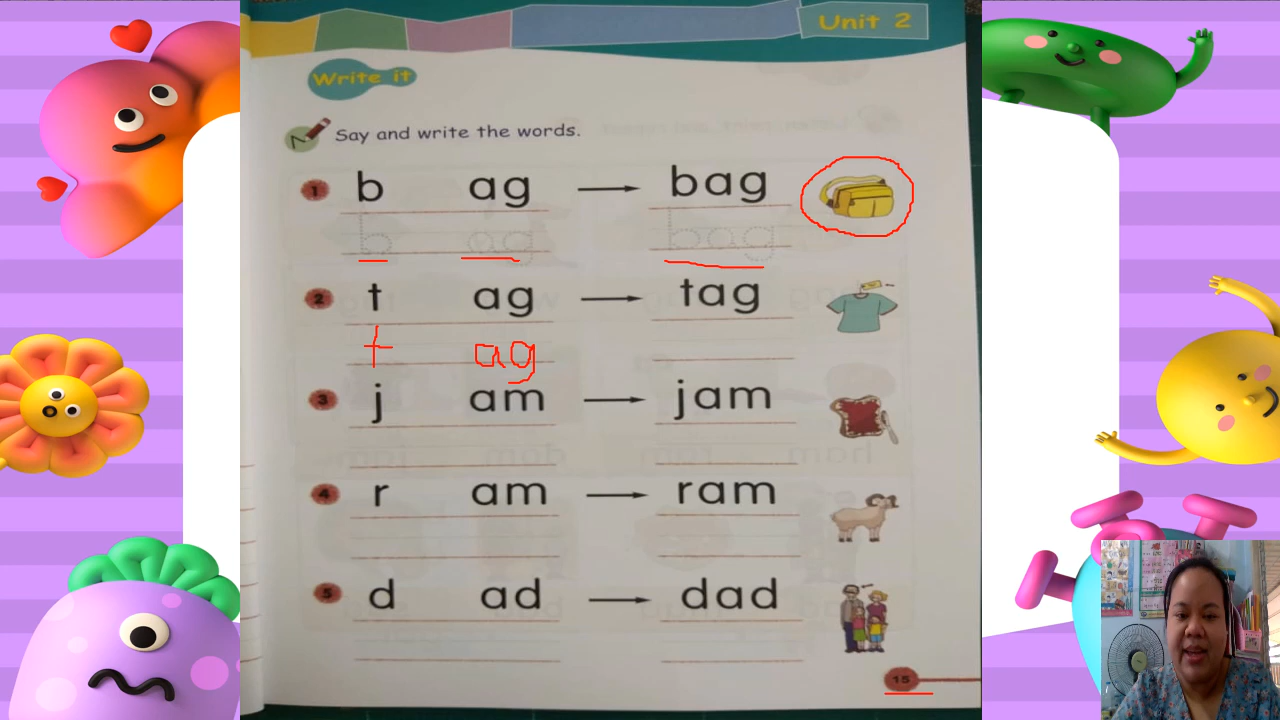 Unit 2
Write it
Say and write the words.
1 b ag → bag
b ag bag
2 t ag → tag
t ag
3 j am → jam
4 r am → ram
5 d ad → dad
15